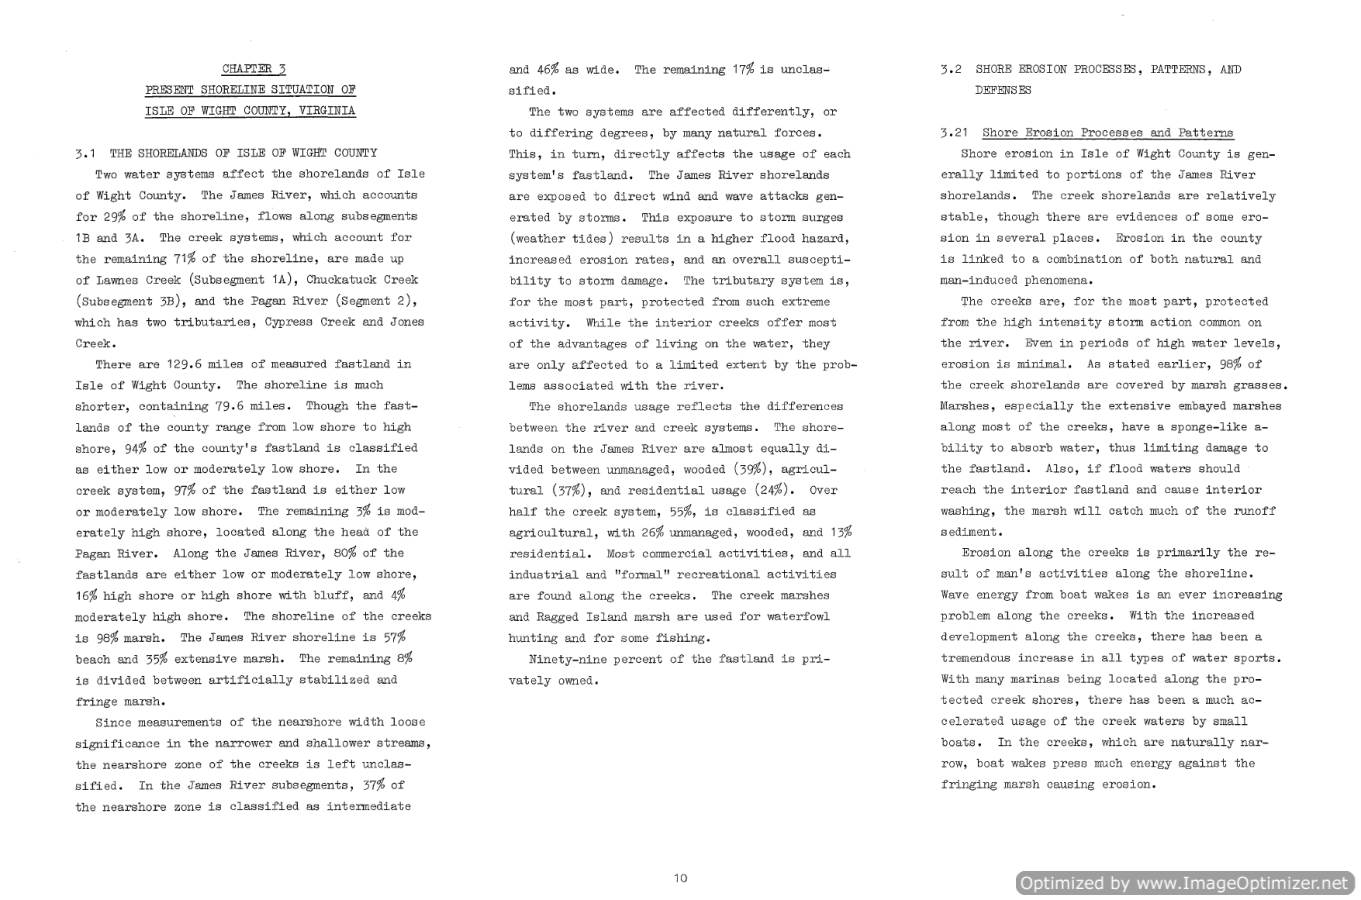 CHAPTER 3
PRESENT SHORELINE SITUATION OF
ISLE OF WIGHT COUNTY, VIRGINIA
3.1 THE SHORELANDS OF ISLE OF WIGHT COUNTY
Two water systems affect the shorelands of Isle
of Wight County. The James River, which accounts
for 29% of the shoreline, flows along subsegments
1B and 3A. The creek systems, which account for
the remaining 71% of the shoreline, are made up
of Lawnes Creek (Subsegment 1A), Chuckatuck Creek
(Subsegment 3B), and the Pagan River (Segment 2),
which has two tributaries, Cypress Creek and Jones
Creek.
There are 129.6 miles of measured fastland in
Isle of Wight County. The shoreline is much
shorter, containing 79.6 miles. Though the fast-
lands of the county range from low shore to high
shore, 94% of the county's fastland is classified
as either low or moderately low shore. In the
creek system, 97% of the fastland is either low
or moderately low shore. The remaining 3% is mod-
erately high shore, located along the head of the
Pagan River. Along the James River, 80% of the
fastlands are either low or moderately low shore,
16% high shore or high shore with bluff, and 4%
moderately high shore. The shoreline of the creeks
is 98% marsh. The James River shoreline is 57%
beach and 35% extensive marsh. The remaining 8%
is divided between artificially stabilized and
fringe marsh.
Since measurements of the nearshore width loose
significance in the narrower and shallower streams,
the nearshore zone of the creeks is left unclas-
sified. In the James River subsegments, 37% of
the nearshore zone is classified as intermediate
and 46% as wide. The remaining 17% is unclas-
sified.
The two systems are affected differently, or
to differing degrees, by many natural forces.
This, in turn, directly affects the usage of each
system's fastland. The James River shorelands
are exposed to direct wind and wave attacks gen-
erated by storms. This exposure to storm surges
(weather tides) results in a higher flood hazard,
increased erosion rates, and an overall suscepti-
bility to storm damage. The tributary system is,
for the most part, protected from such extreme
activity. While the interior creeks offer most
of the advantages of living on the water, they
are only affected to a limited extent by the prob-
lems associated with the river.
The shorelands usage reflects the differences
between the river and creek systems. The shore-
lands on the James River are almost equally di-
vided between unmanaged, wooded (39%), agricul-
tural (37%), and residential usage (24%). Over
half the creek system, 55%, is classified as
agricultural, with 26% unmanaged, wooded, and 13%
residential. Most commercial activities, and all
industrial and "formal" recreational activities
are found along the creeks. The creek marshes
and Ragged Island marsh are used for waterfowl
hunting and for some fishing.
Ninety-nine percent of the fastland is pri-
vately owned.
3.2 SHORE EROSION PROCESSES, PATTERNS, AND
DEFENSES
3.21 Shore Erosion Processes and Patterns
Shore erosion in Isle of Wight County is gen-
erally limited to portions of the James River
shorelands. The creek shorelands are relatively
stable, though there are evidences of some ero-
sion in several places. Erosion in the county
is linked to a combination of both natural and
man-induced phenomena.
The creeks are, for the most part, protected
from the high intensity storm action common on
the river. Even in periods of high water levels,
erosion is minimal. As stated earlier, 98% of
the creek shorelands are covered by marsh grasses.
Marshes, especially the extensive embayed marshes
along most of the creeks, have a sponge-like a-
bility to absorb water, thus limiting damage to
the fastland. Also, if flood waters should
reach the interior fastland and cause interior
washing, the marsh will catch much of the runoff
sediment.
Erosion along the creeks is primarily the re-
sult of man's activities along the shoreline.
Wave energy from boat wakes is an ever increasing
problem along the creeks. With the increased
development along the creeks, there has been a
tremendous increase in all types of water sports.
With many marinas being located along the pro-
tected creek shores, there has been a much ac-
celerated usage of the creek waters by small
boats. In the creeks, which are naturally nar-
row, boat wakes press much energy against the
fringing marsh causing erosion.
10
Optimized by www.ImageOptimizer.net